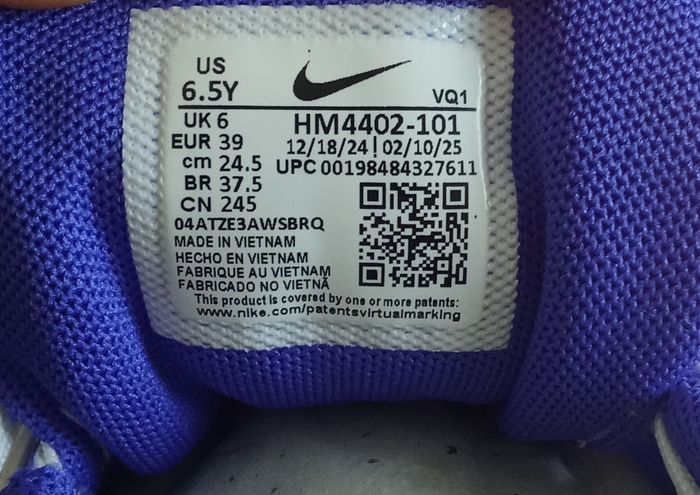 US
6.5Y
VQ1
UK 6
HM4402-101
EUR 39
12/18/24 | 02/10/25
cm 24.5
UPC 00198484327611
BR 37.5
CN 245
04ATZE3AWSBRQ
MADE IN VIETNAM
HECHO EN VIETNAM
FABRIQUE AU VIETNAM
FABRICADO NO VIETNÃ
This product is covered by one or more patents:
www.nike.com/patentsvirtualmarking